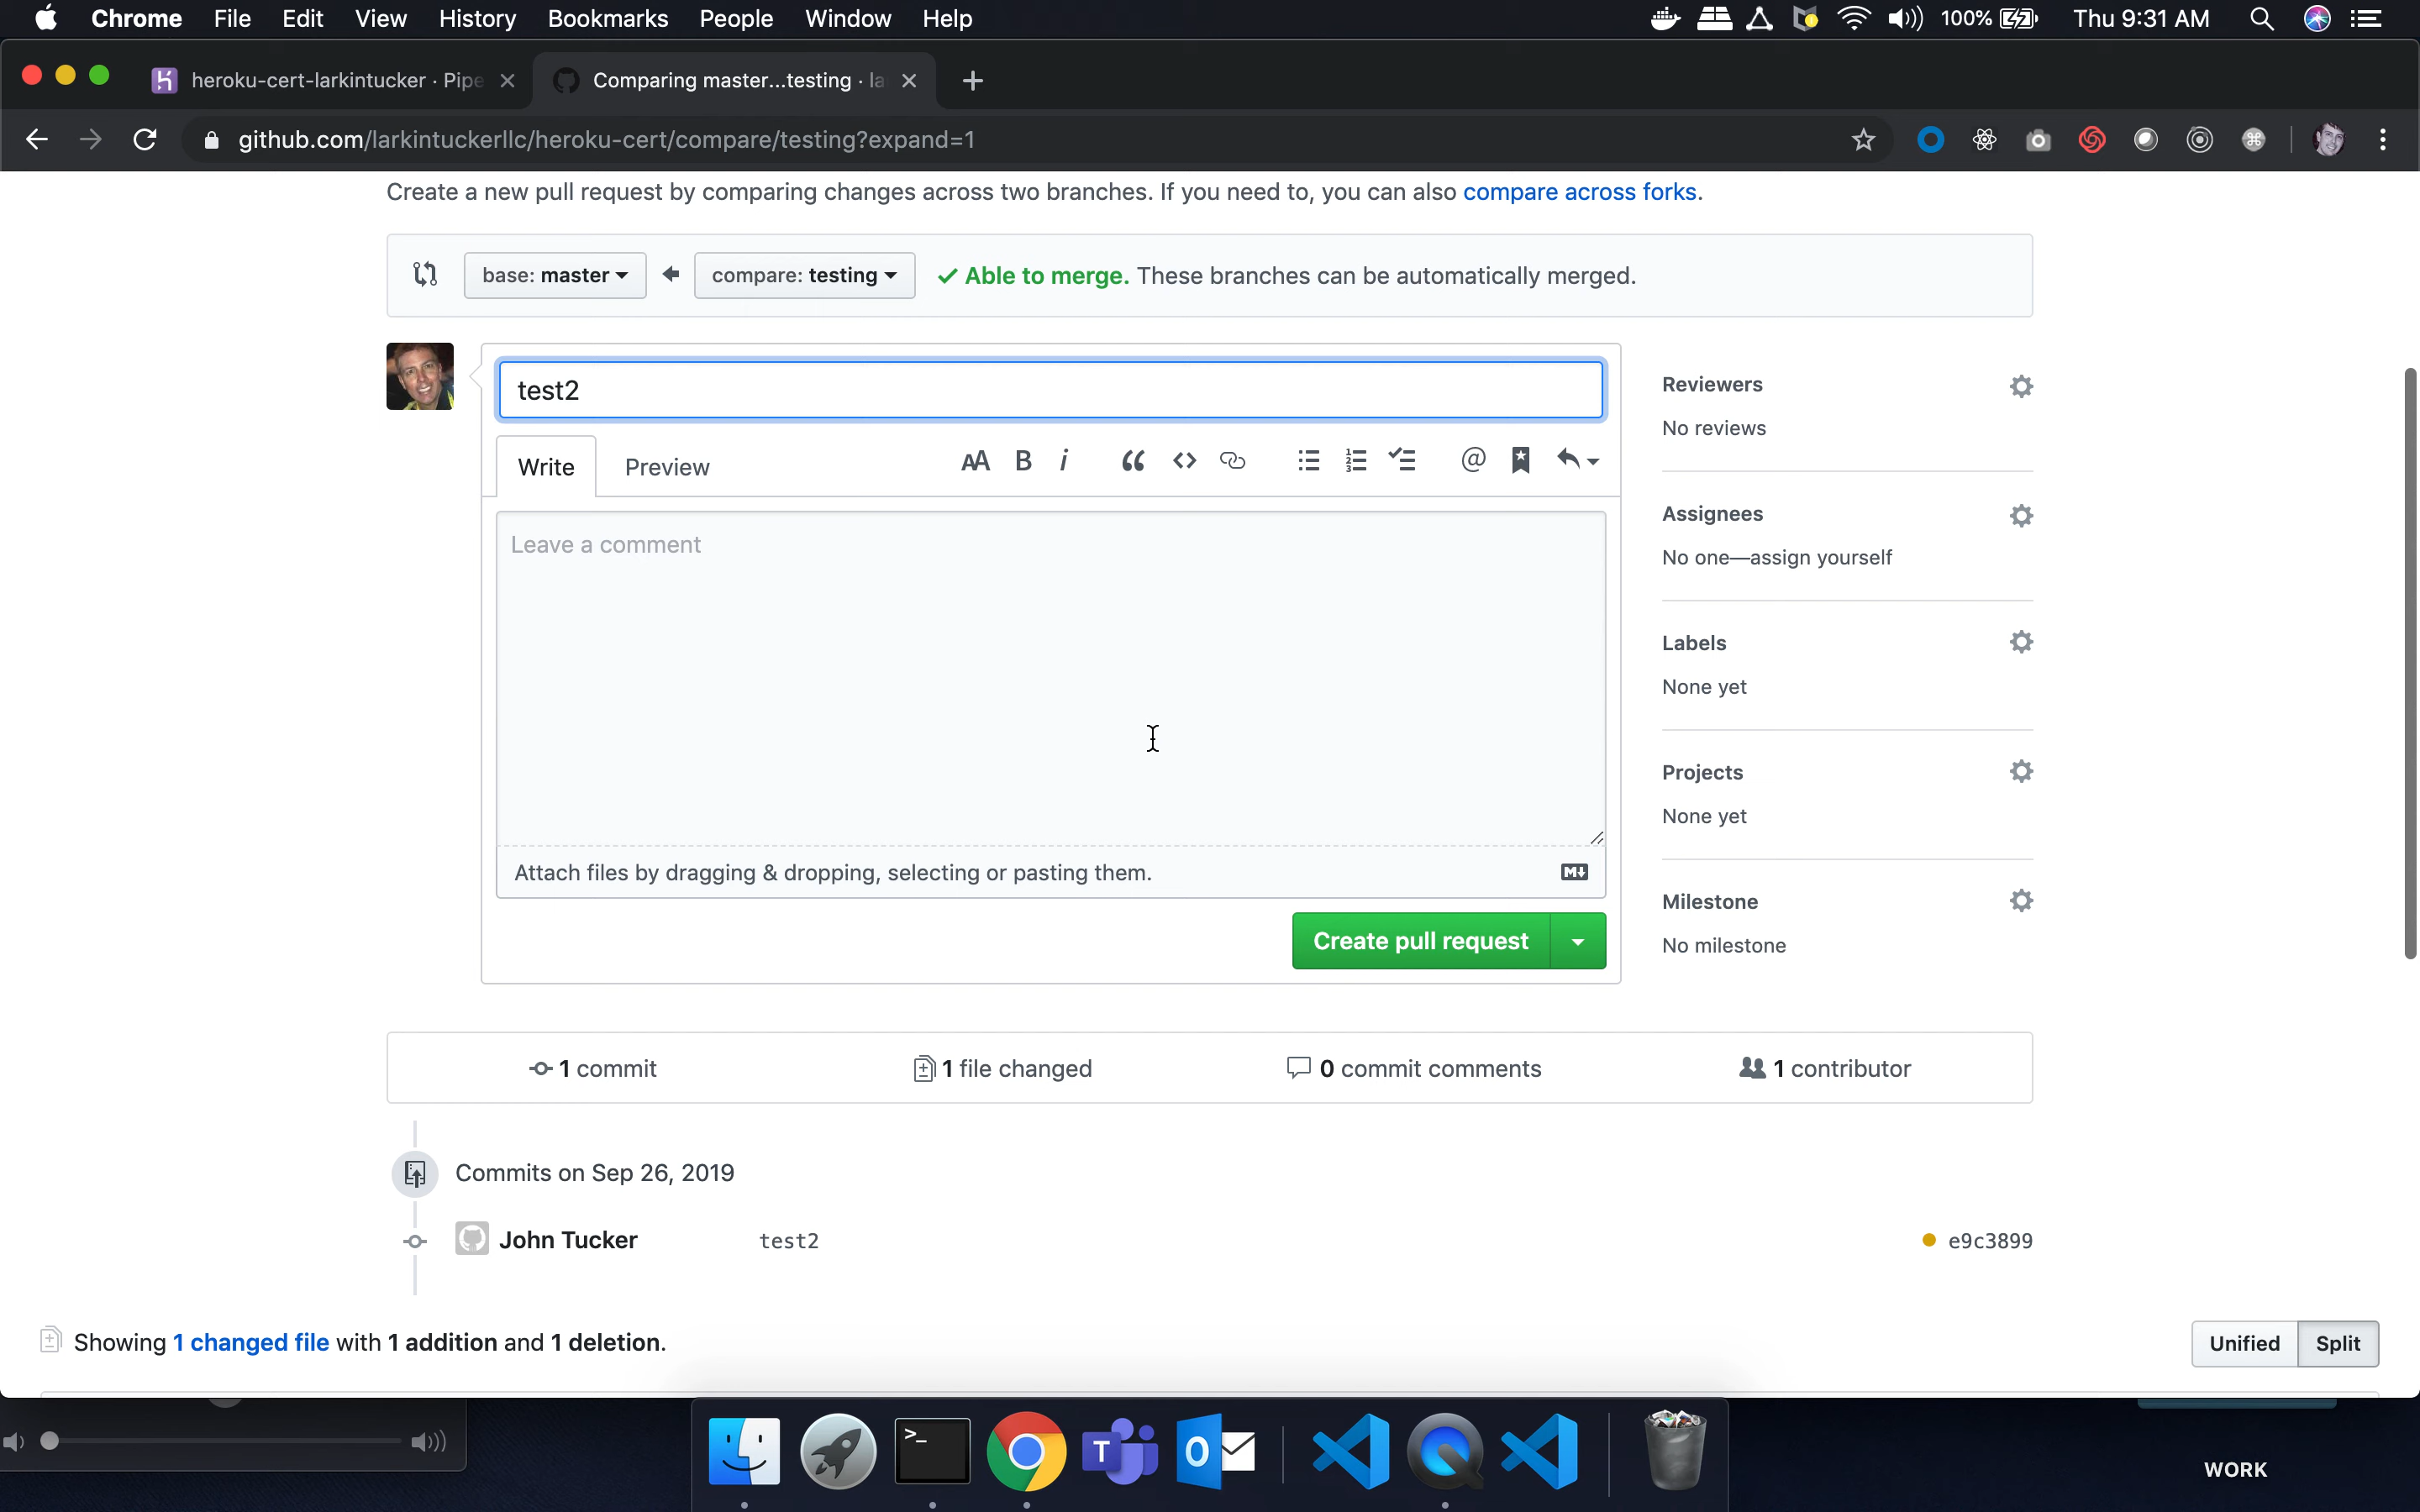 Chrome File Edit View History Bookmarks People Window Help 100% Thu 9:31 AM
heroku-cert-larkintucker · Pipe Comparing master...testing · la
github.com/larkintuckerllc/heroku-cert/compare/testing?expand=1
Create a new pull request by comparing changes across two branches. If you need to, you can also compare across forks.
base: master compare: testing Able to merge. These branches can be automatically merged.
test2
Write Preview AA B i
Leave a comment
Attach files by dragging & dropping, selecting or pasting them.
Create pull request
Reviewers
No reviews
Assignees
No one—assign yourself
Labels
None yet
Projects
None yet
Milestone
No milestone
1 commit 1 file changed 0 commit comments 1 contributor
Commits on Sep 26, 2019
John Tucker test2 e9c3899
Showing 1 changed file with 1 addition and 1 deletion. Unified Split
WORK